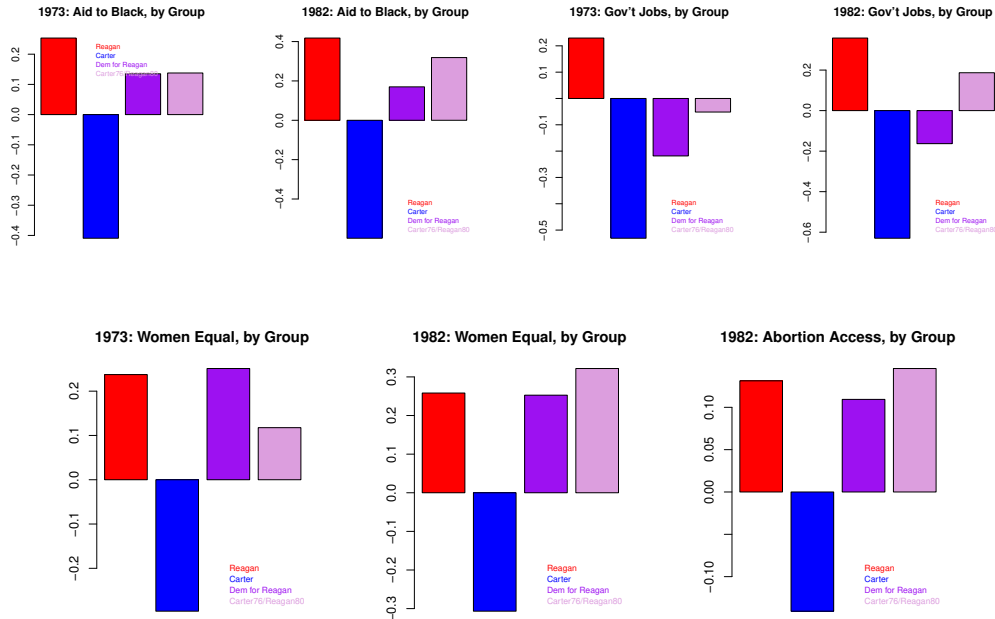 1973: Aid to Black, by Group
0.2
0.1
0.0
−0.1
−0.2
−0.3
−0.4
Reagan
Carter
Dem for Reagan
Carter76/Reagan80
1982: Aid to Black, by Group
0.4
0.2
0.0
−0.2
−0.4
Reagan
Carter
Dem for Reagan
Carter76/Reagan80
1973: Gov't Jobs, by Group
0.2
0.1
−0.1
−0.3
−0.5
Reagan
Carter
Dem for Reagan
Carter76/Reagan80
1982: Gov't Jobs, by Group
0.2
0.0
−0.2
−0.4
−0.6
Reagan
Carter
Dem for Reagan
Carter76/Reagan80
1973: Women Equal, by Group
0.2
0.1
0.0
−0.1
−0.2
Reagan
Carter
Dem for Reagan
Carter76/Reagan80
1982: Women Equal, by Group
0.3
0.2
0.1
0.0
−0.1
−0.2
−0.3
Reagan
Carter
Dem for Reagan
Carter76/Reagan80
1982: Abortion Access, by Group
0.10
0.05
0.00
−0.10
Reagan
Carter
Dem for Reagan
Carter76/Reagan80